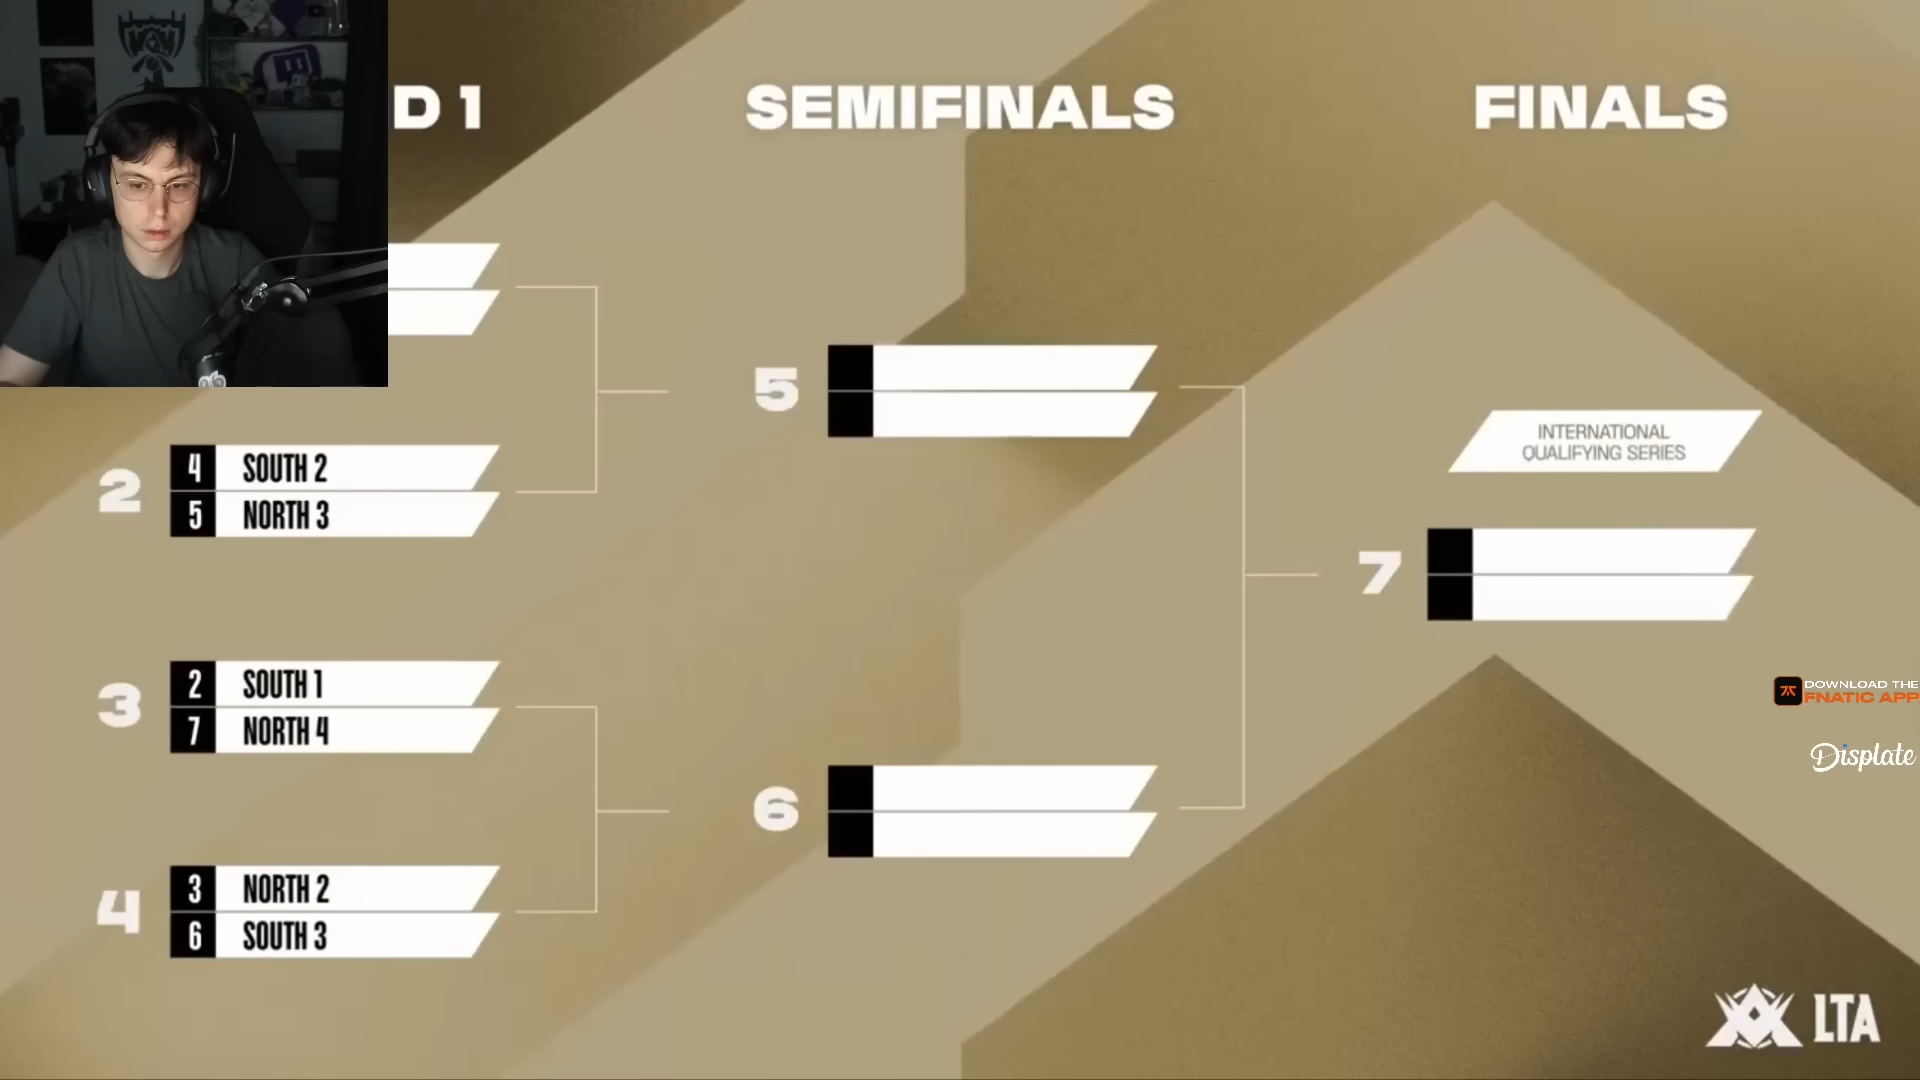 D 1
SEMIFINALS
FINALS
2
4 SOUTH 2
5 NORTH 3
3
2 SOUTH 1
7 NORTH 4
4
3 NORTH 2
6 SOUTH 3
5
6
INTERNATIONAL
QUALIFYING SERIES
7
DOWNLOAD THE
FNATIC APP
Displate
LTA